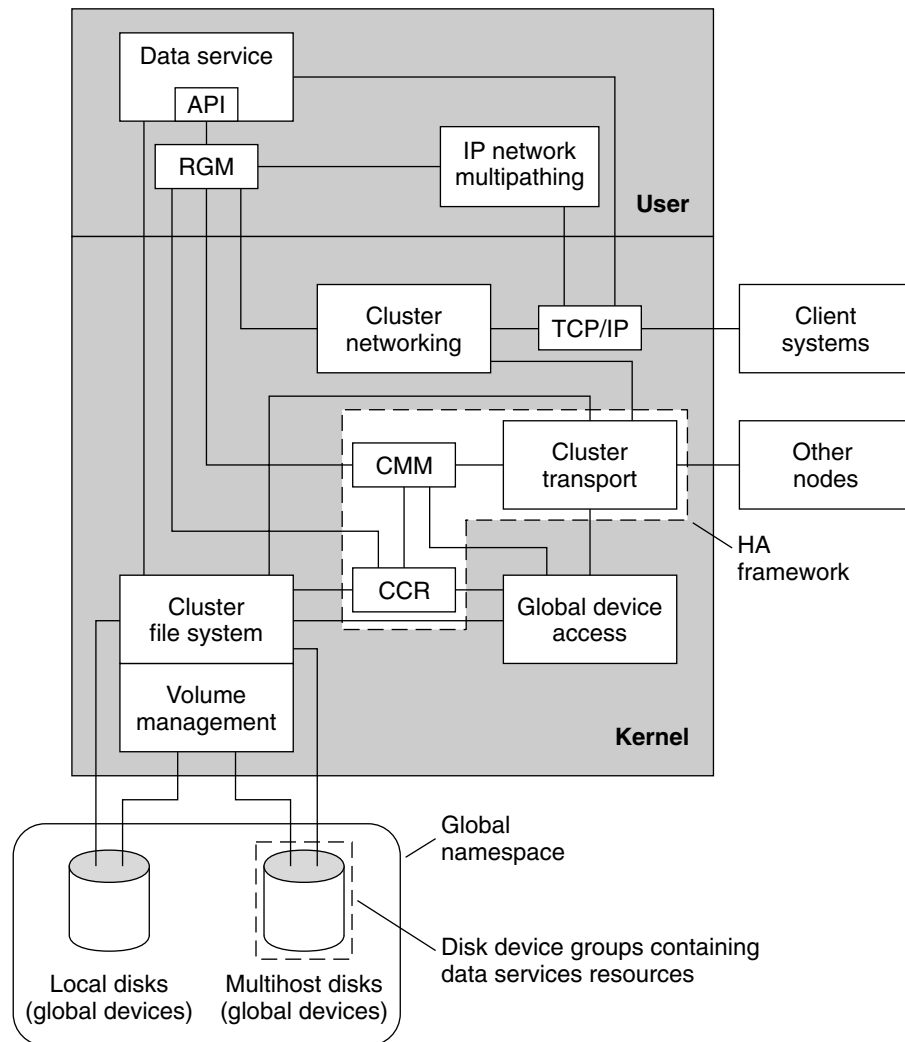 Data service
API
RGM
IP network
multipathing
User
Cluster
networking
TCP/IP
Client
systems
CMM
Cluster
transport
Other
nodes
HA
framework
CCR
Cluster
file system
Global device
access
Volume
management
Kernel
Global
namespace
Disk device groups containing
data services resources
Local disks
(global devices)
Multihost disks
(global devices)